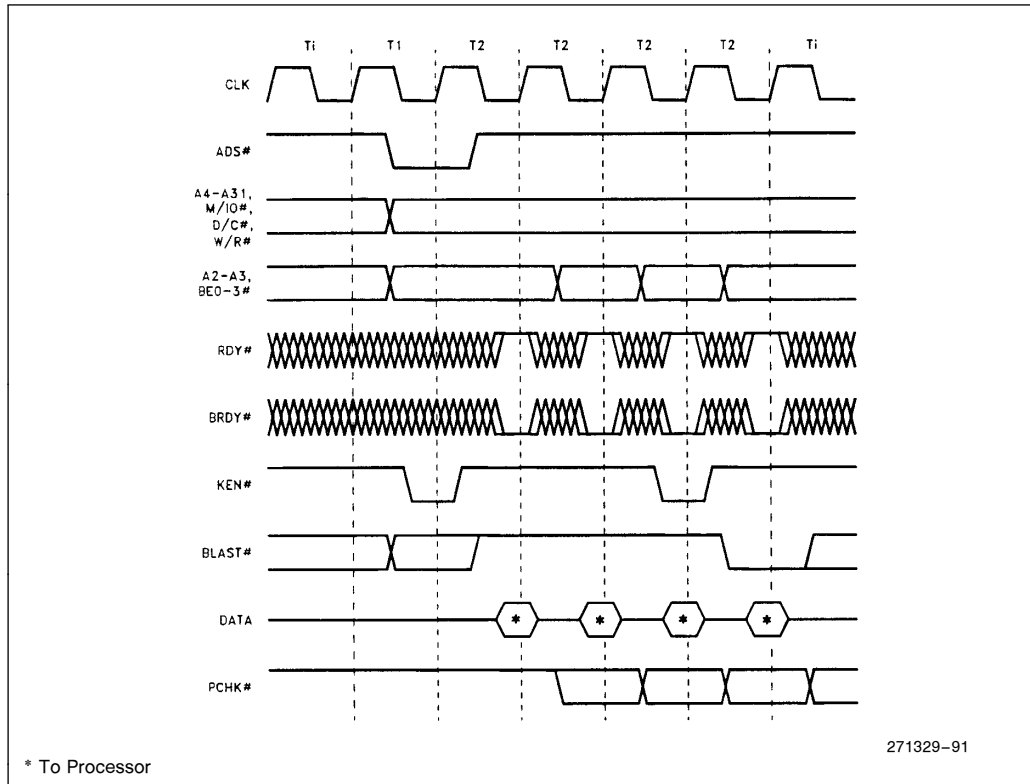 Ti T1 T2 T2 T2 T2 Ti
CLK
ADS#
A4-A31,
M/IO#,
D/C#,
W/R#
A2-A3,
BE0-3#
RDY#
BRDY#
KEN#
BLAST#
DATA * * * *
PCHK#
271329-91
* To Processor